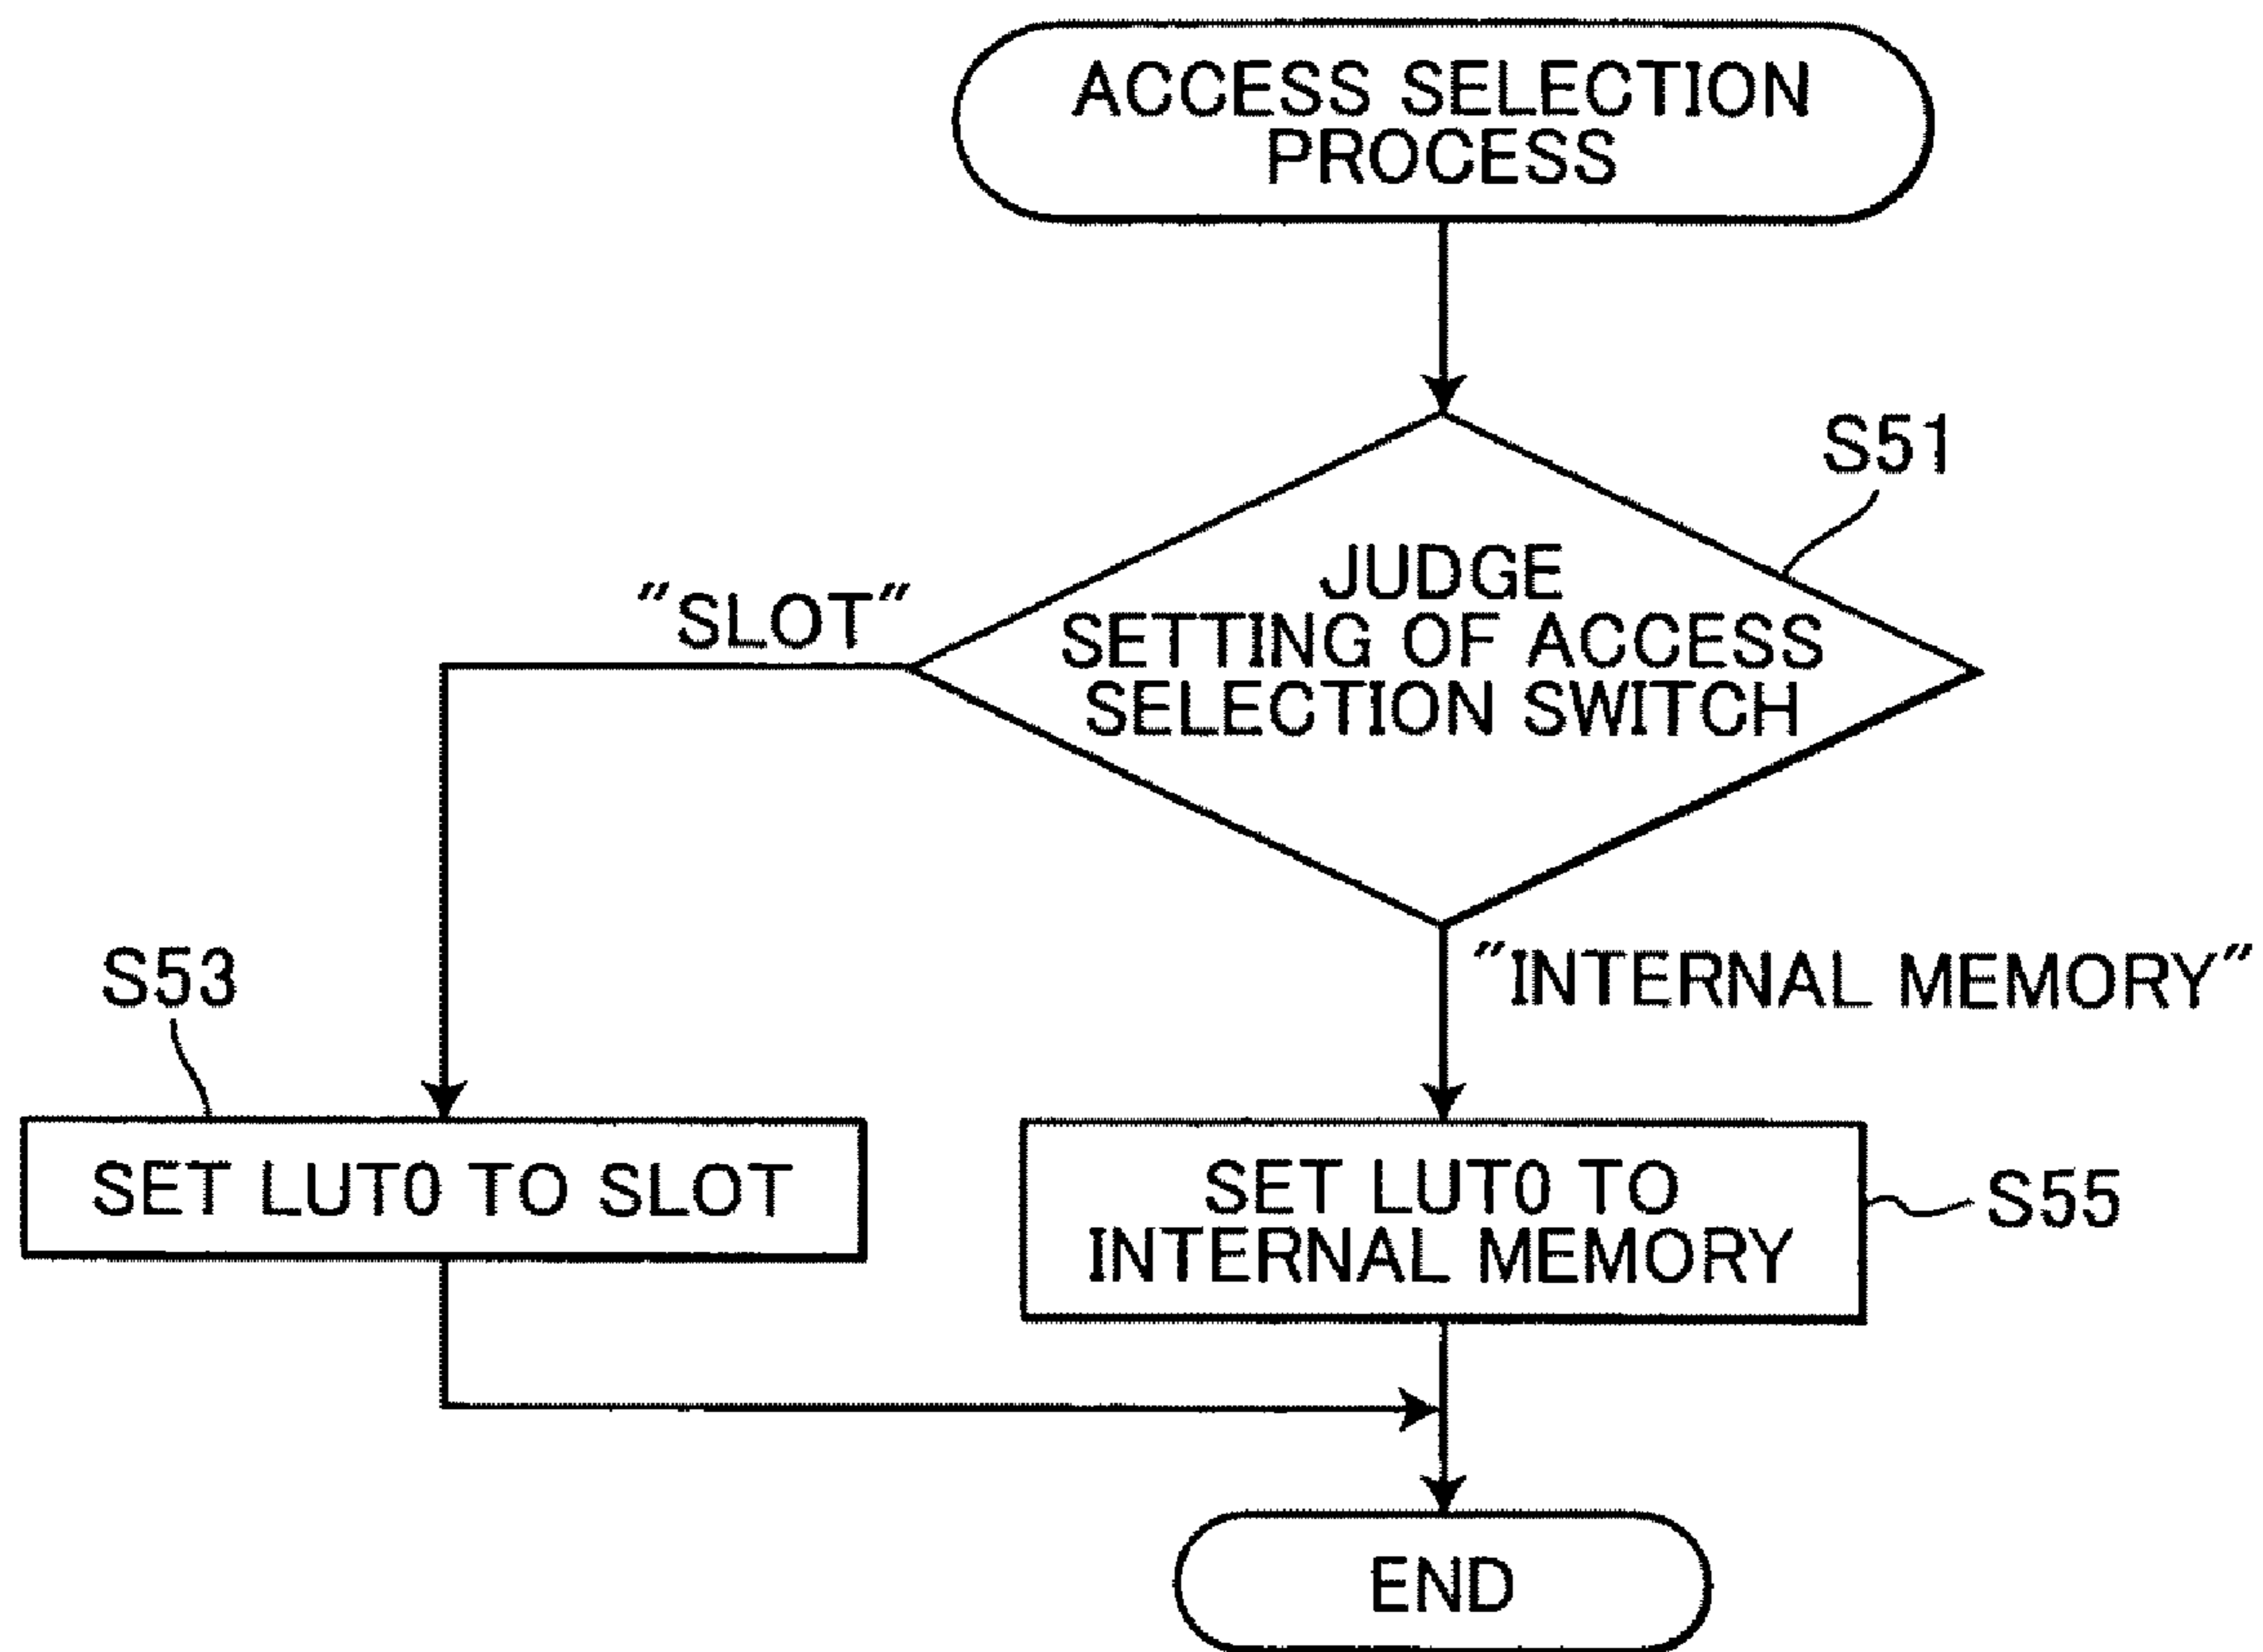 ACCESS SELECTION
PROCESS
S51
JUDGE
SETTING OF ACCESS
SELECTION SWITCH
"SLOT"
"INTERNAL MEMORY"
S53
SET LUT0 TO SLOT
SET LUT0 TO
INTERNAL MEMORY
S55
END